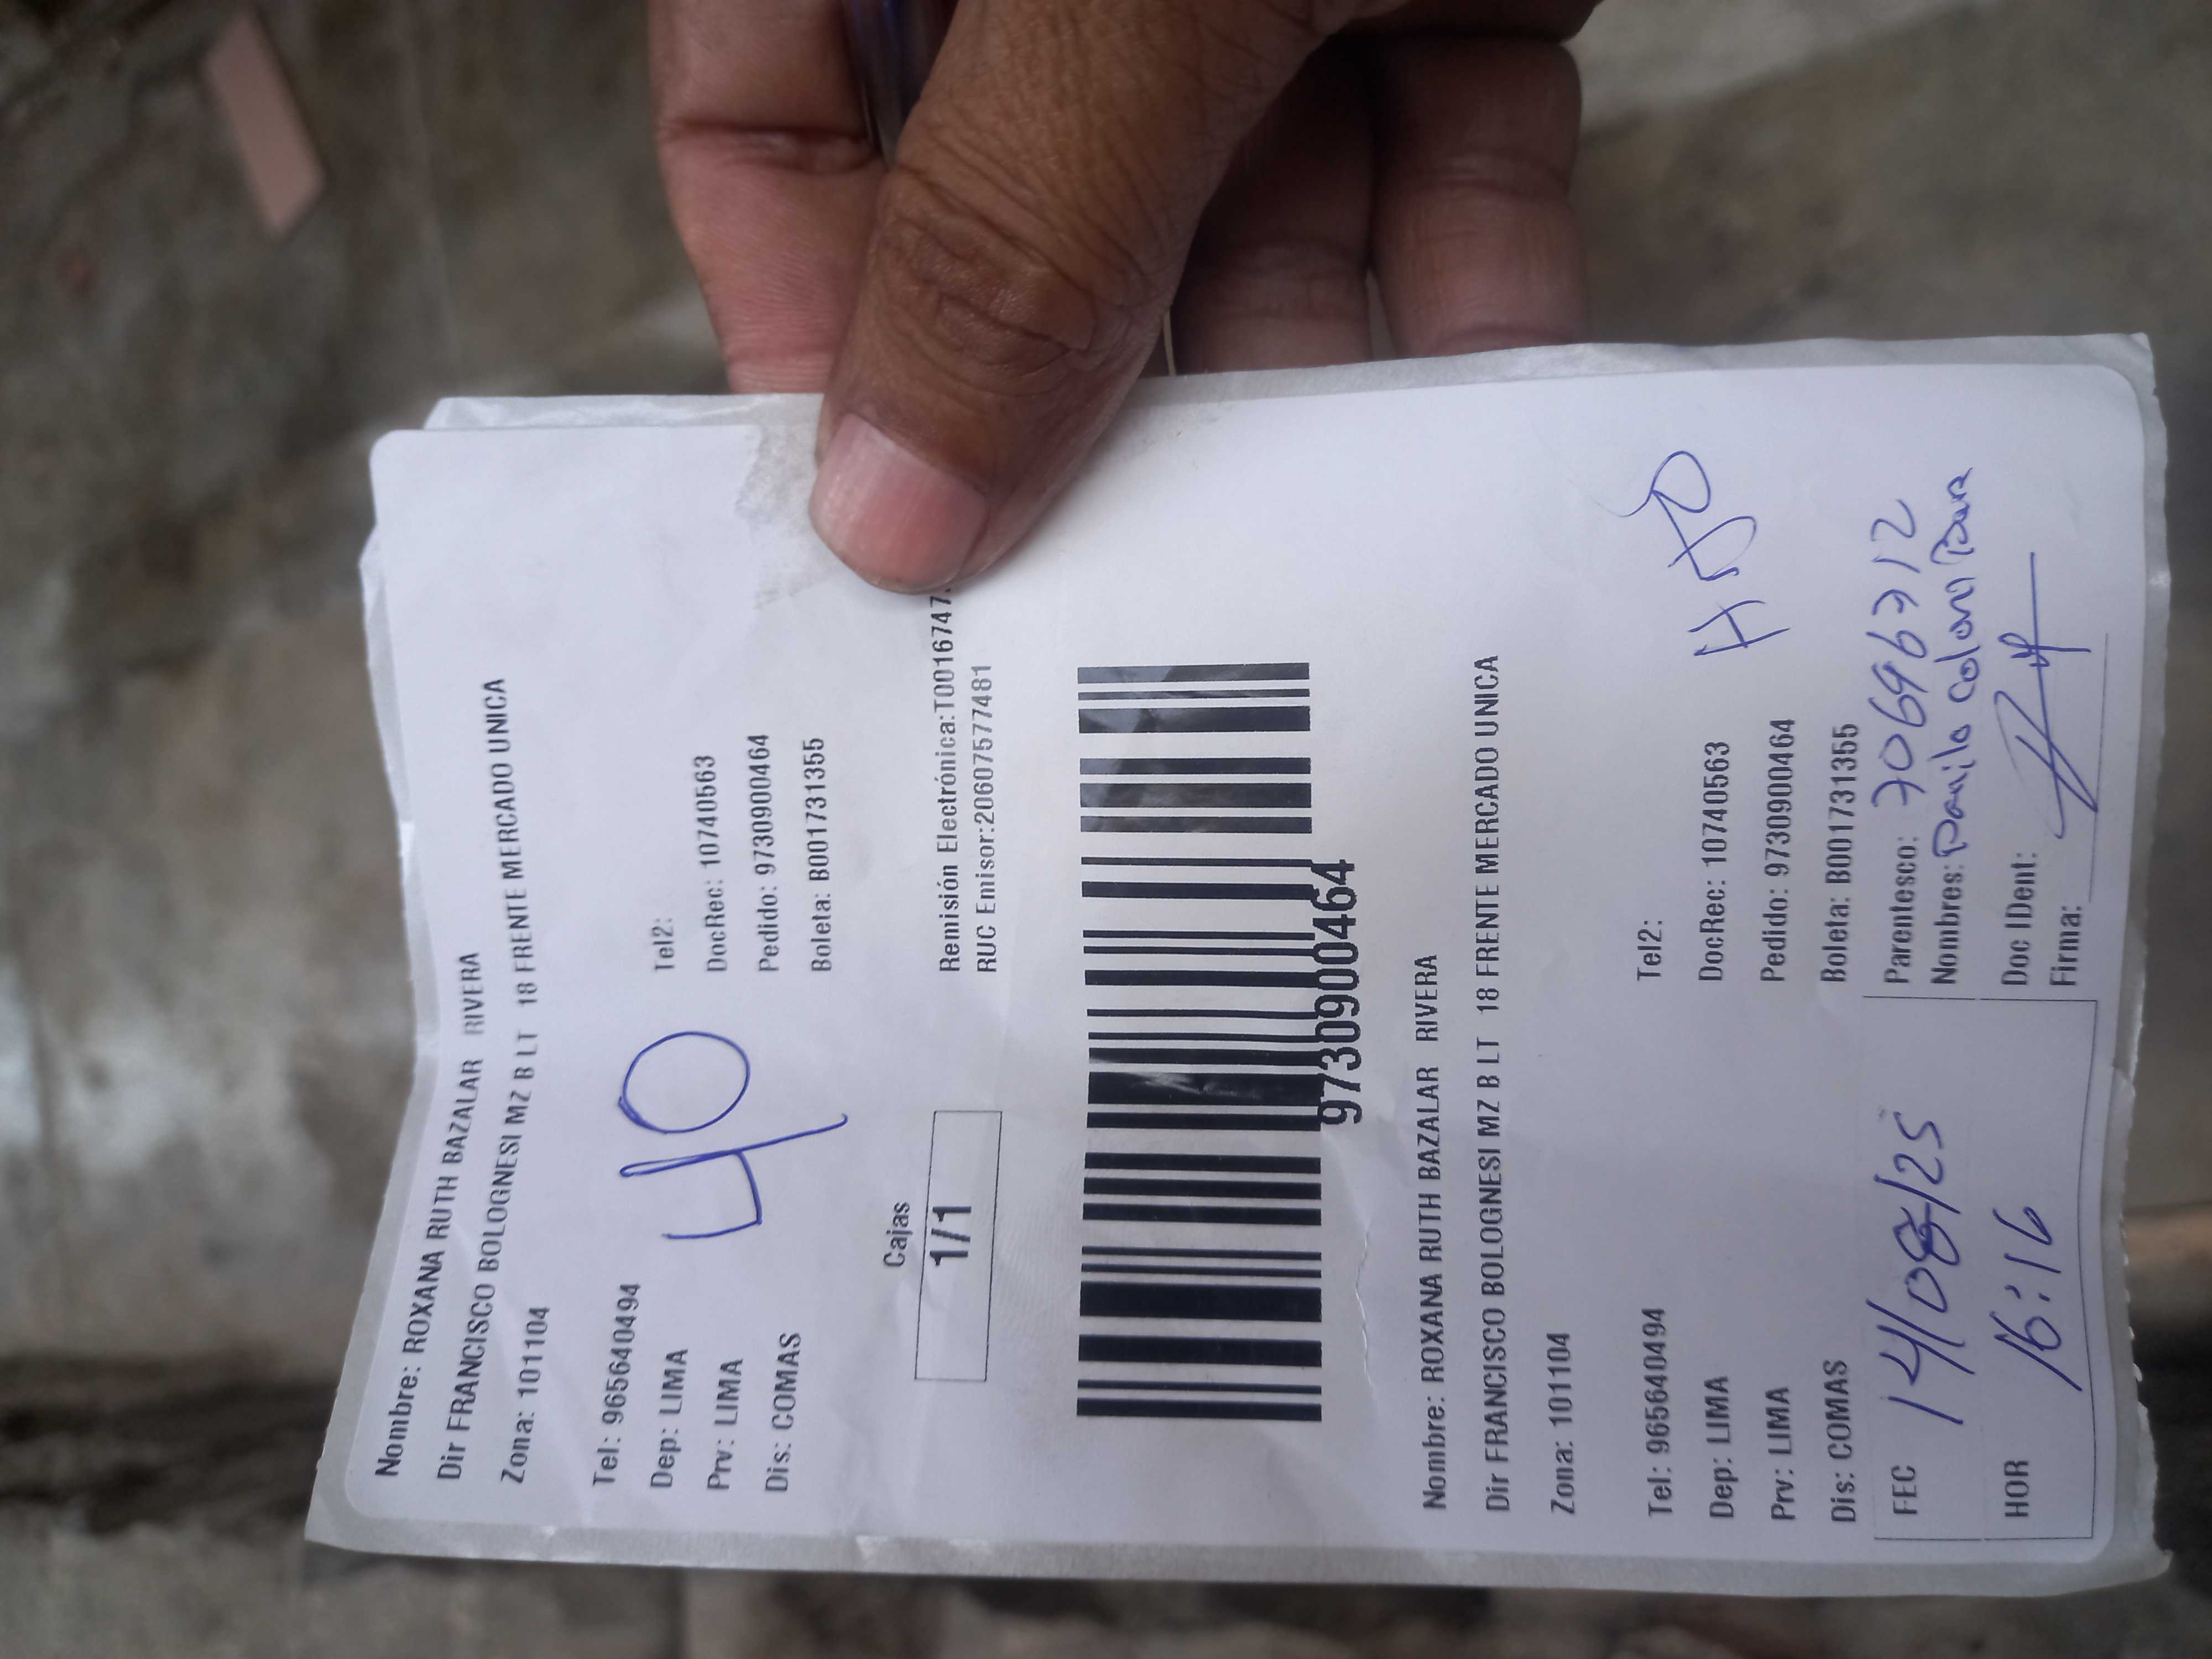 Nombre: ROXANA RUTH BAZALAR RIVERA
Dir FRANCISCO BOLOGNESI MZ B LT 18 FRENTE MERCADO UNICA
Zona: 101104
Tel: 965640494 Tel2:
Dep: LIMA DocRec: 10740563
Prv: LIMA Pedido: 9730900464
Dis: COMAS Boleta: B001731355
40
Cajas
1/1
Remisión Electrónica:T0016747
RUC Emisor:20607577481
9730900464
Nombre: ROXANA RUTH BAZALAR RIVERA
Dir FRANCISCO BOLOGNESI MZ B LT 18 FRENTE MERCADO UNICA
Zona: 101104
Tel: 965640494 Tel2:
Dep: LIMA DocRec: 10740563
Prv: LIMA Pedido: 9730900464
Dis: COMAS Boleta: B001731355
FEC 14/08/25
HOR 16:16
Parentesco: 70696312
Nombres:
Doc IDent:
Firma: